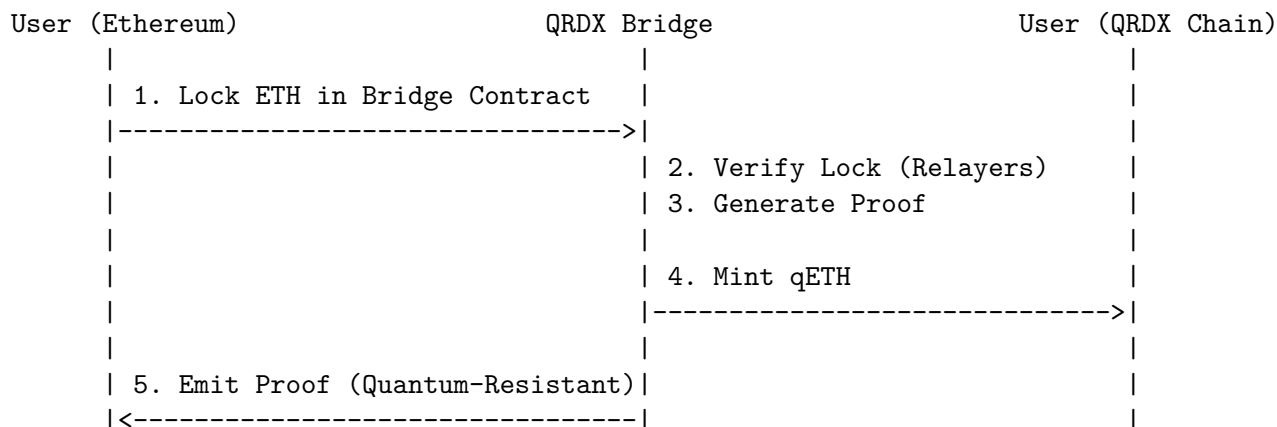 User (Ethereum) QRDX Bridge User (QRDX Chain)
1. Lock ETH in Bridge Contract
2. Verify Lock (Relayers)
3. Generate Proof
4. Mint qETH
5. Emit Proof (Quantum-Resistant)